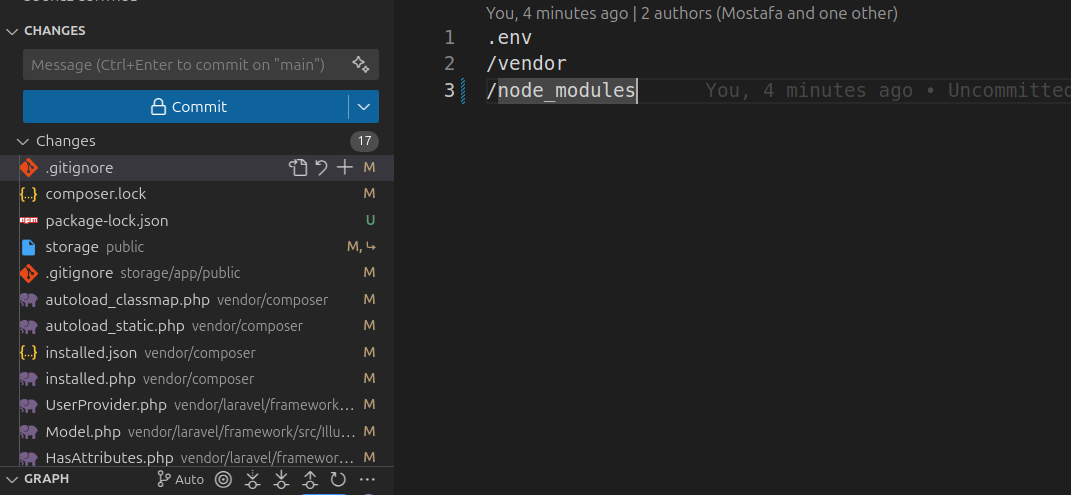 You, 4 minutes ago | 2 authors (Mostafa and one other)
CHANGES
Message (Ctrl+Enter to commit on "main")
Commit
Changes 17
.gitignore M
composer.lock M
package-lock.json U
storage public M,
.gitignore storage/app/public M
autoload_classmap.php vendor/composer M
autoload_static.php vendor/composer M
installed.json vendor/composer M
installed.php vendor/composer M
UserProvider.php vendor/laravel/framework... M
Model.php vendor/laravel/framework/src/Illu... M
HasAttributes.php vendor/laravel/framewor... M
GRAPH Auto
1 .env
2 /vendor
3 /node_modules You, 4 minutes ago • Uncommitted